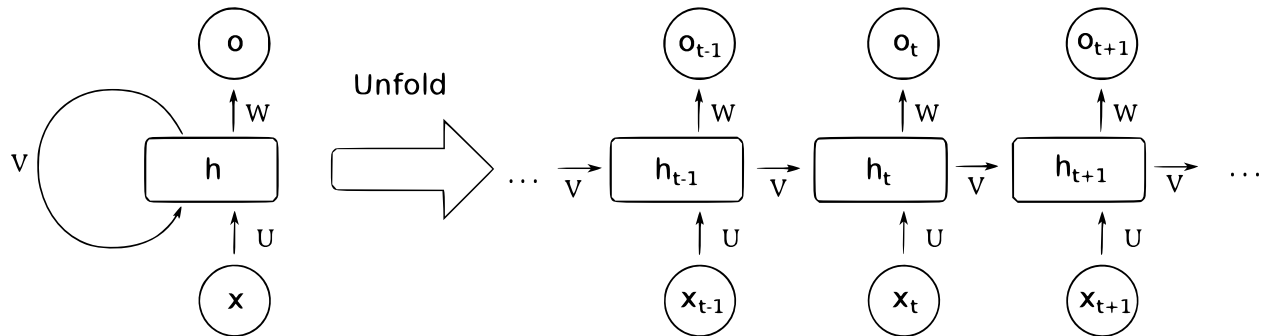 o
o_{t-1}
o_t
o_{t+1}
Unfold
W
W
W
W
V
h
...
V
h_{t-1}
V
h_t
V
h_{t+1}
V
...
U
U
U
U
x
x_{t-1}
x_t
x_{t+1}